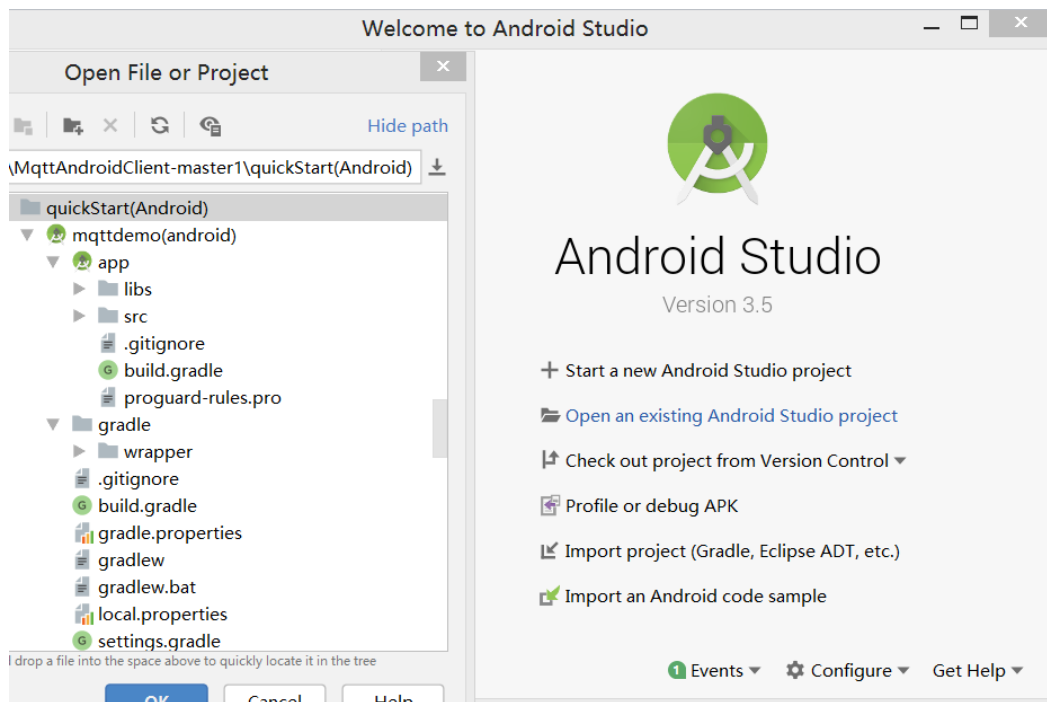 Welcome to Android Studio
Open File or Project
Hide path
\MqttAndroidClient-master1\quickStart(Android)
quickStart(Android)
mqttdemo(android)
app
libs
src
.gitignore
build.gradle
proguard-rules.pro
gradle
wrapper
.gitignore
build.gradle
gradle.properties
gradlew
gradlew.bat
local.properties
settings.gradle
drop a file into the space above to quickly locate it in the tree
OK
Cancel
Help
Android Studio
Version 3.5
Start a new Android Studio project
Open an existing Android Studio project
Check out project from Version Control
Profile or debug APK
Import project (Gradle, Eclipse ADT, etc.)
Import an Android code sample
1 Events
Configure
Get Help